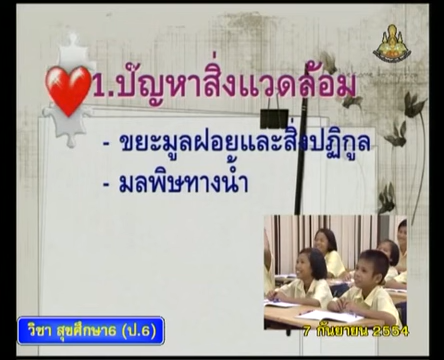 1.ปัญหาสิ่งแวดล้อม
- ขยะมูลฝอยและสิ่งปฏิกูล
- มลพิษทางน้ำ
วิชา สุขศึกษา6 (ป.6)
7 กันยายน 2554